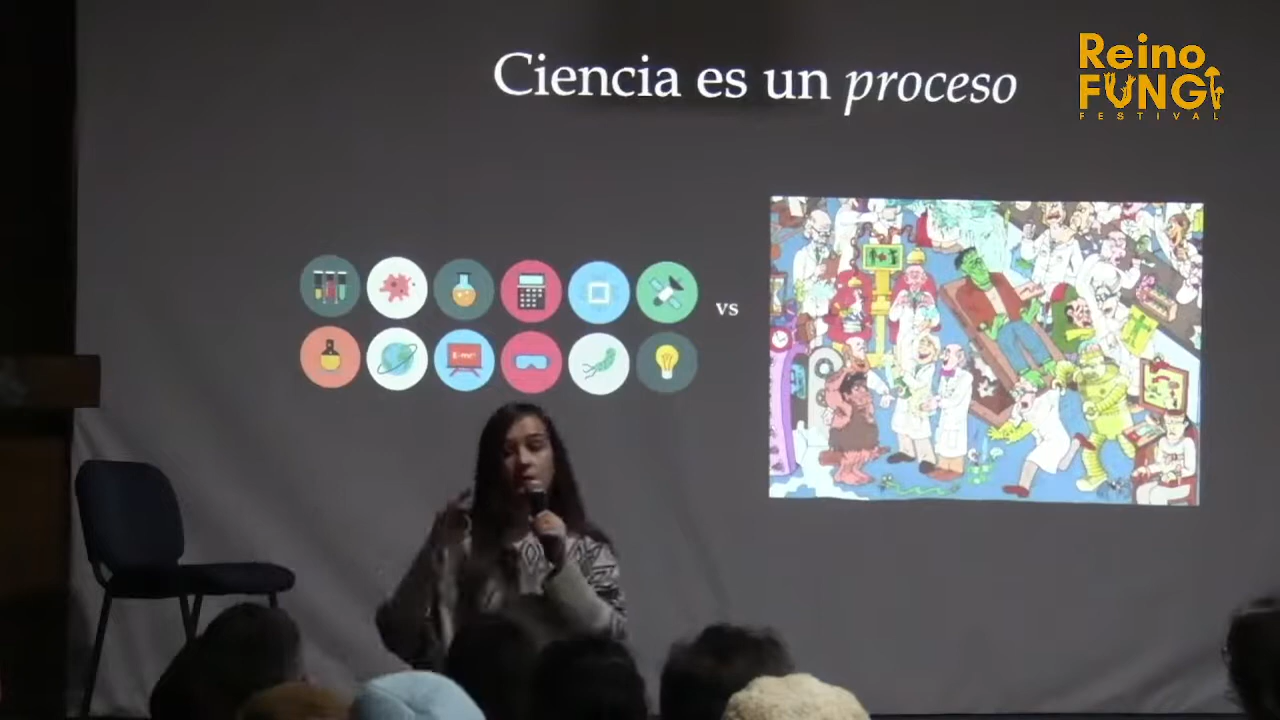 Ciencia es un proceso
Reino
FUNGI
FESTIVAL
vs